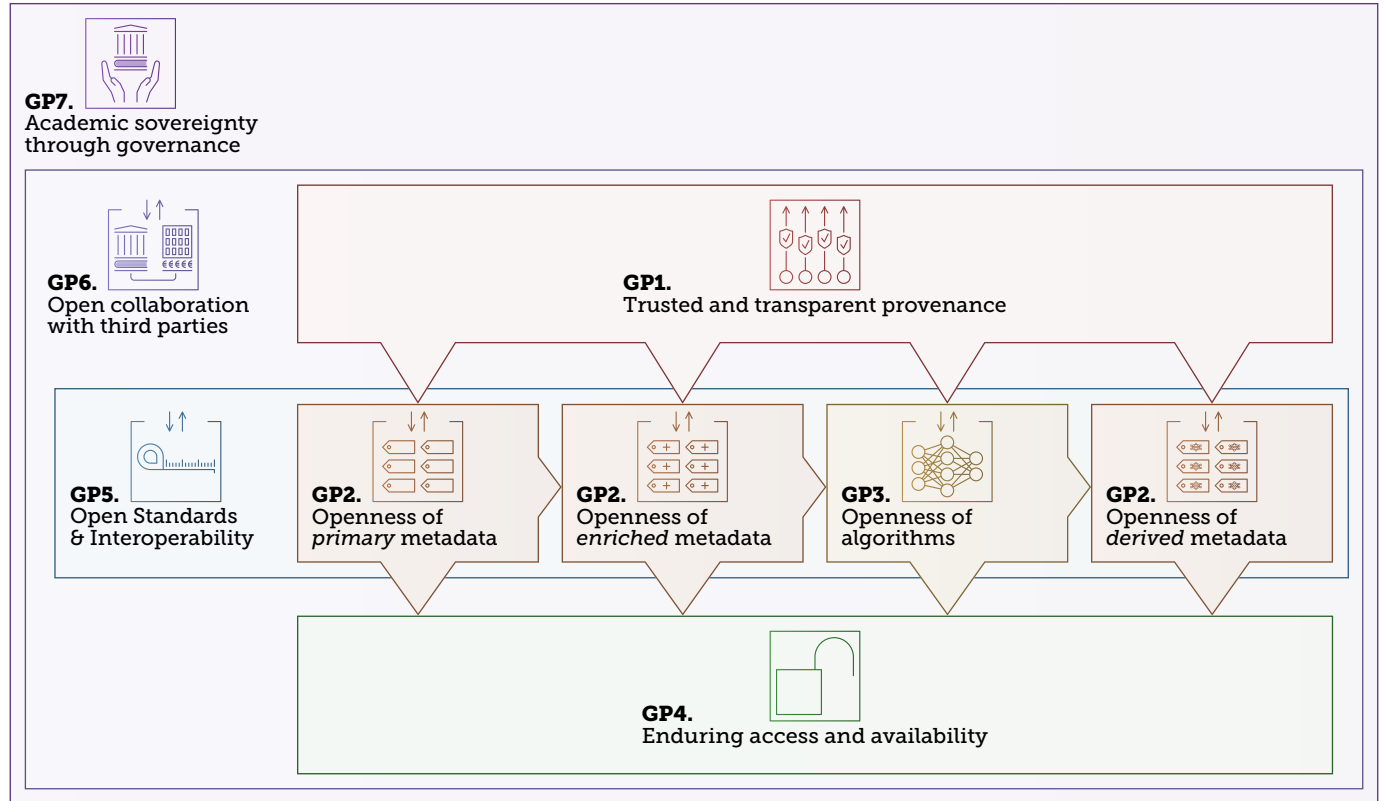 GP7.
Academic sovereignty
through governance
GP6.
Open collaboration
with third parties
GP1.
Trusted and transparent provenance
GP5.
Open Standards
& Interoperability
GP2.
Openness of
primary metadata
GP2.
Openness of
enriched metadata
GP3.
Openness of
algorithms
GP2.
Openness of
derived metadata
GP4.
Enduring access and availability